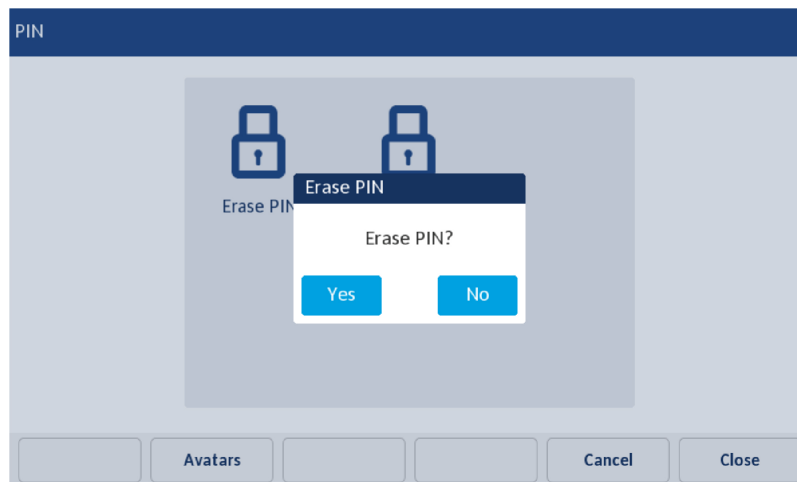 PIN
Erase PIN
Erase PIN
Erase PIN?
Yes
No
Avatars
Cancel
Close